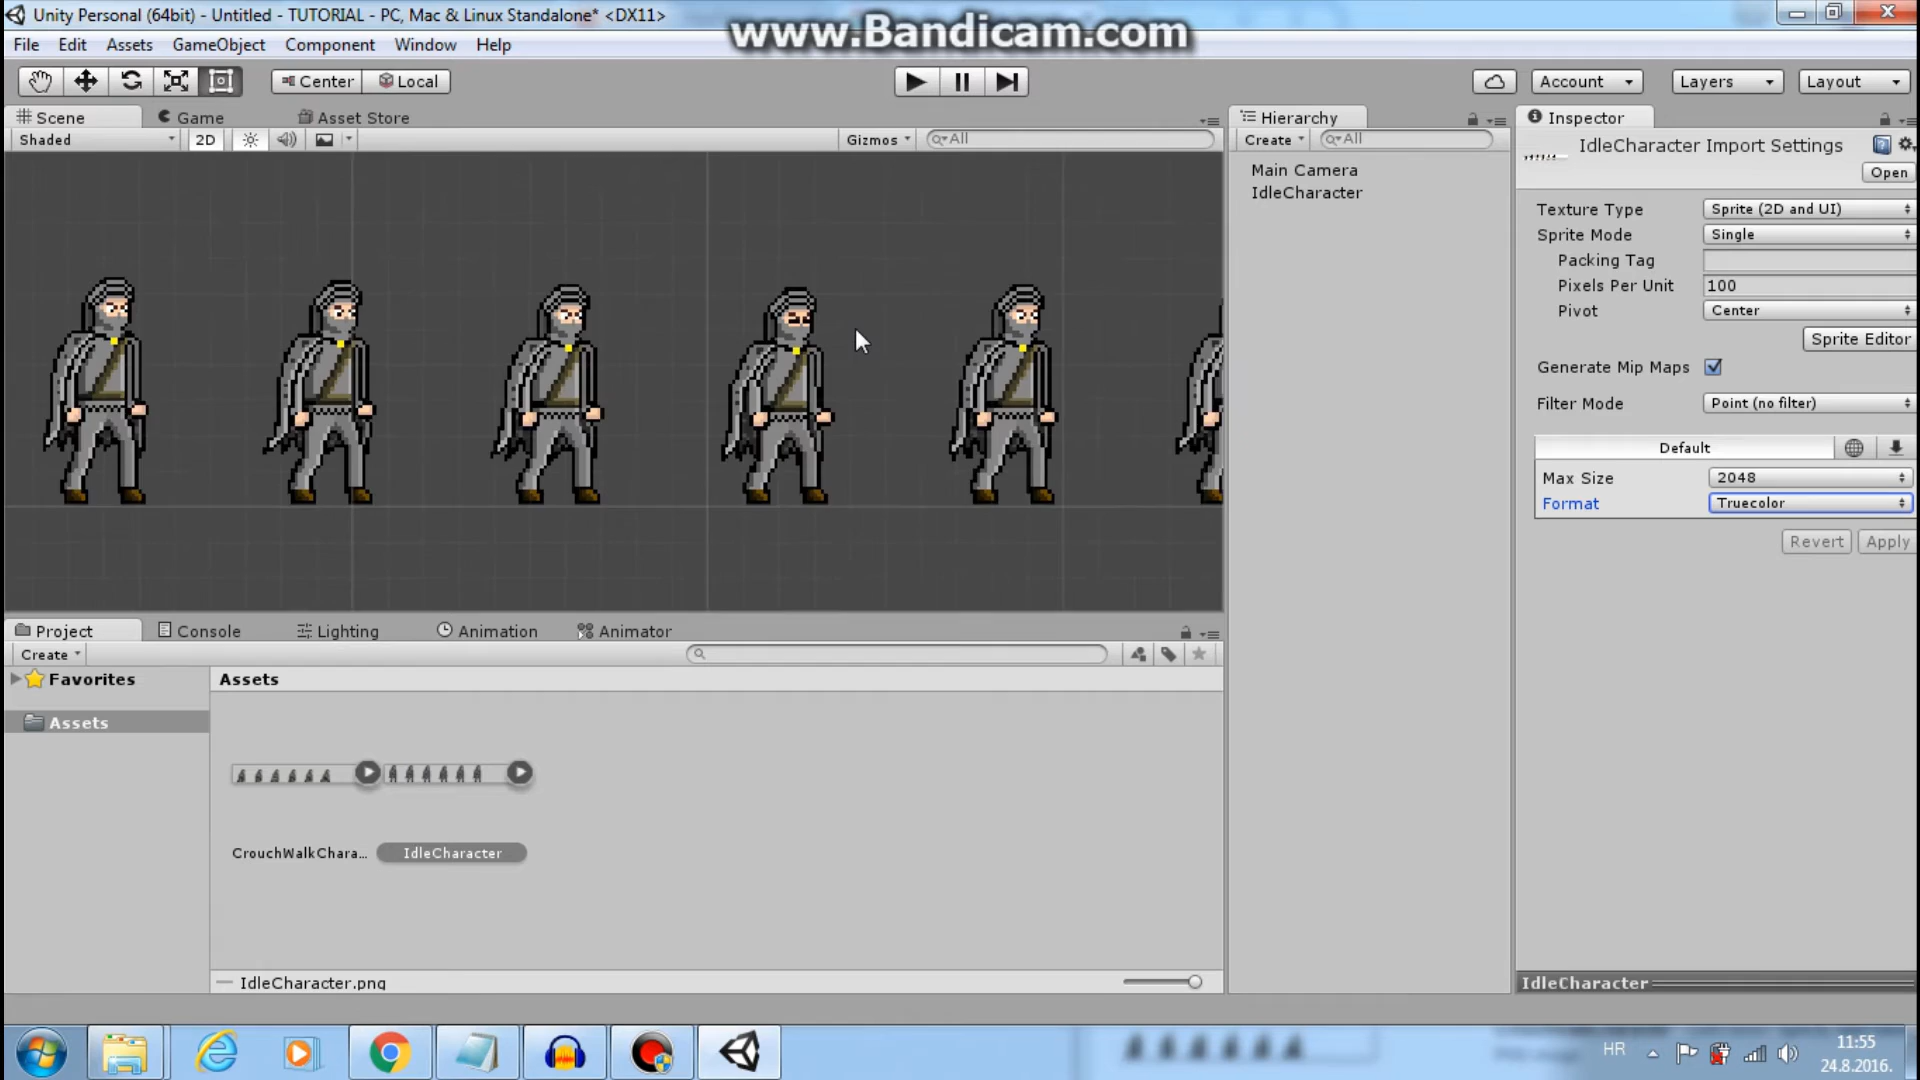 Unity Personal (64bit) - Untitled - TUTORIAL - PC, Mac & Linux Standalone* <DX11>
www.Bandicam.com
File Edit Assets GameObject Component Window Help
Center Local
Account Layers Layout
Scene Game Asset Store
Shaded 2D Gizmos All
Hierarchy
Create All
Main Camera
IdleCharacter
Inspector
IdleCharacter Import Settings
Open
Texture Type Sprite (2D and UI)
Sprite Mode Single
Packing Tag
Pixels Per Unit 100
Pivot Center
Sprite Editor
Generate Mip Maps
Filter Mode Point (no filter)
Default
Max Size 2048
Format Truecolor
Revert Apply
Project Console Lighting Animation Animator
Create
Favorites
Assets
Assets
CrouchWalkChara... IdleCharacter
IdleCharacter.png
IdleCharacter
HR
11:55
24.8.2016.